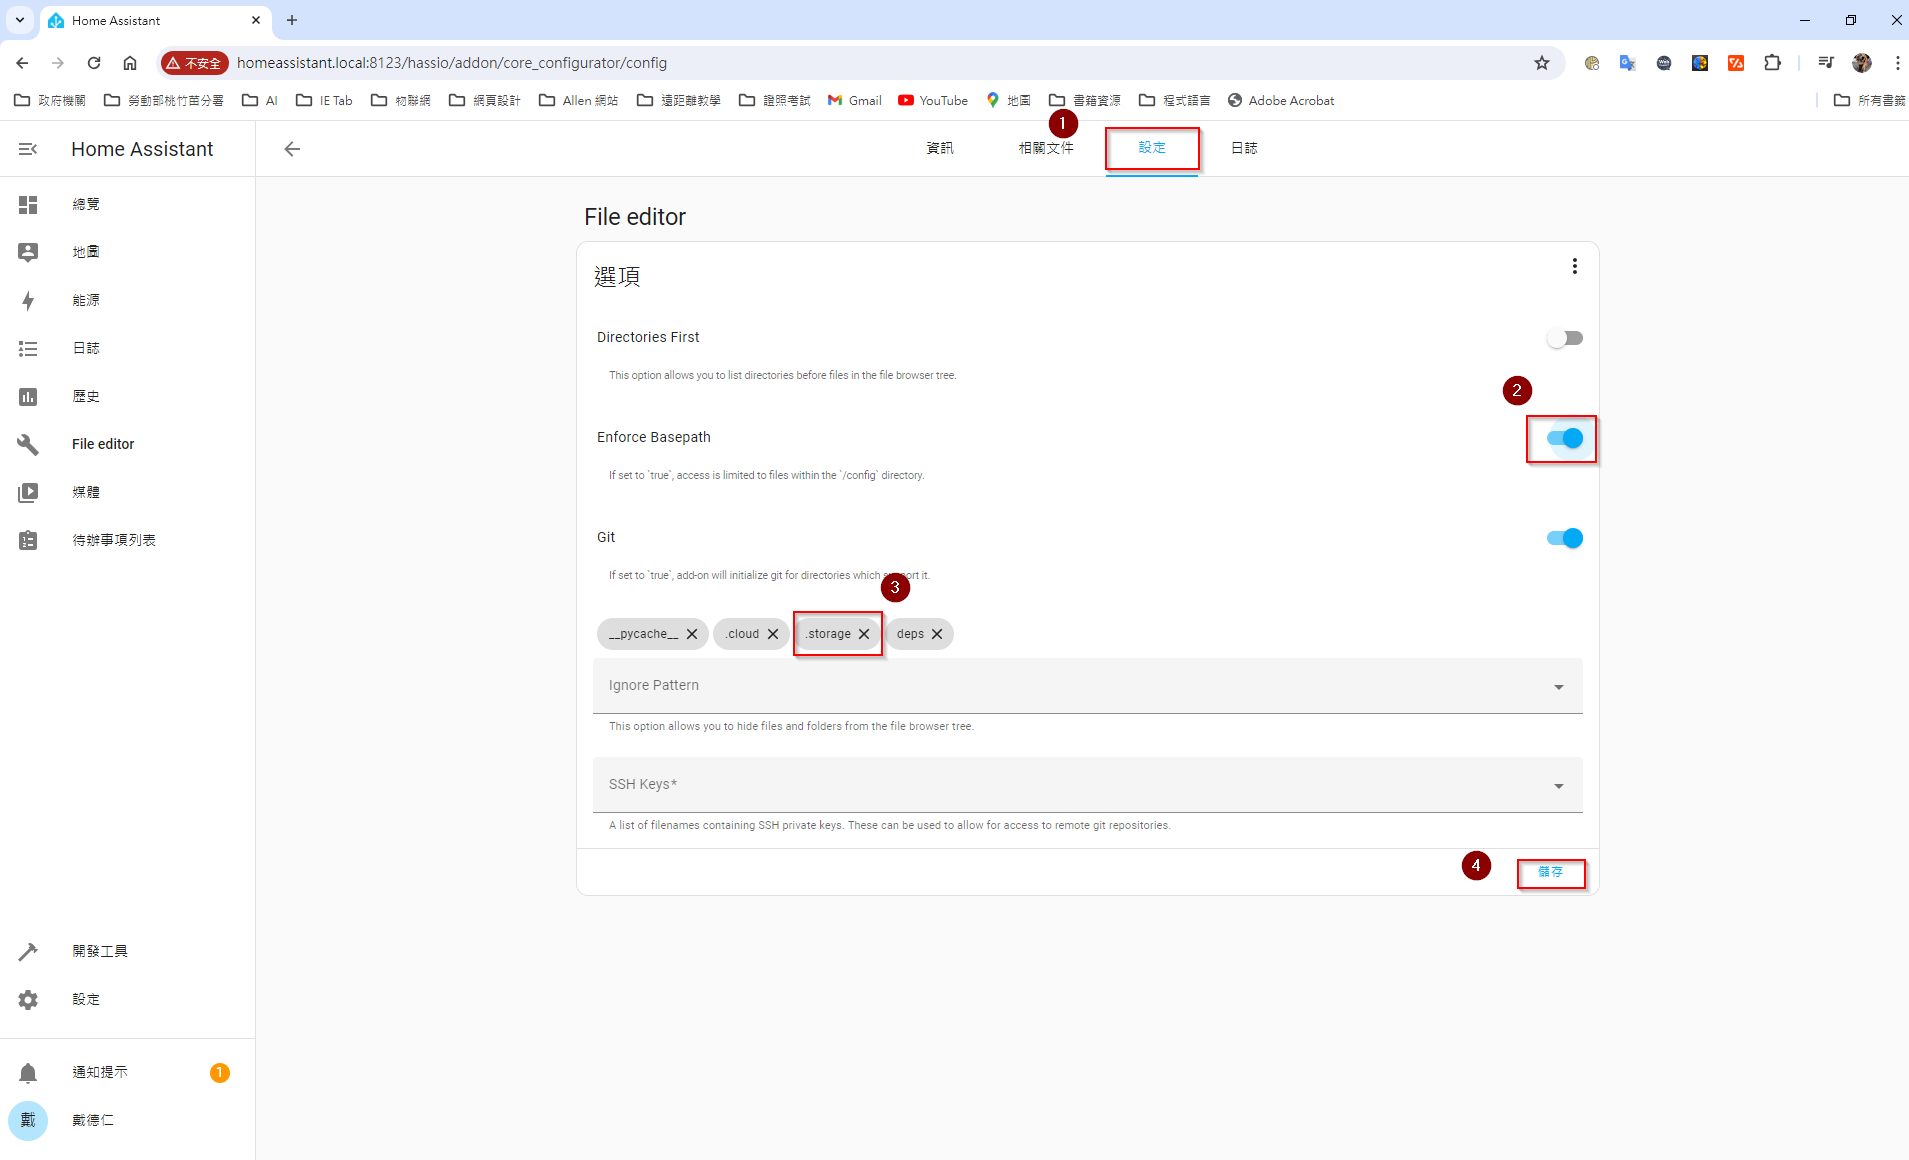 Home Assistant
不安全
homeassistant.local:8123/hassio/addon/core_configurator/config
政府機關 勞動部桃竹苗分署 AI IE Tab 物聯網 網頁設計 Allen 網站 遠距離教學 證照考試 Gmail YouTube 地圖 書籍資源 程式語言 Adobe Acrobat 所有書籤
Home Assistant
資訊 相關文件 設定 日誌
1
總覽
地圖
能源
日誌
歷史
File editor
媒體
待辦事項列表
開發工具
設定
通知提示 1
戴 戴德仁
File editor
選項
Directories First
This option allows you to list directories before files in the file browser tree.
2
Enforce Basepath
If set to `true`, access is limited to files within the `/config` directory.
Git
If set to `true`, add-on will initialize git for directories which s ort it.
3
__pycache__ .cloud .storage deps
Ignore Pattern
This option allows you to hide files and folders from the file browser tree.
SSH Keys*
A list of filenames containing SSH private keys. These can be used to allow for access to remote git repositories.
4
儲存